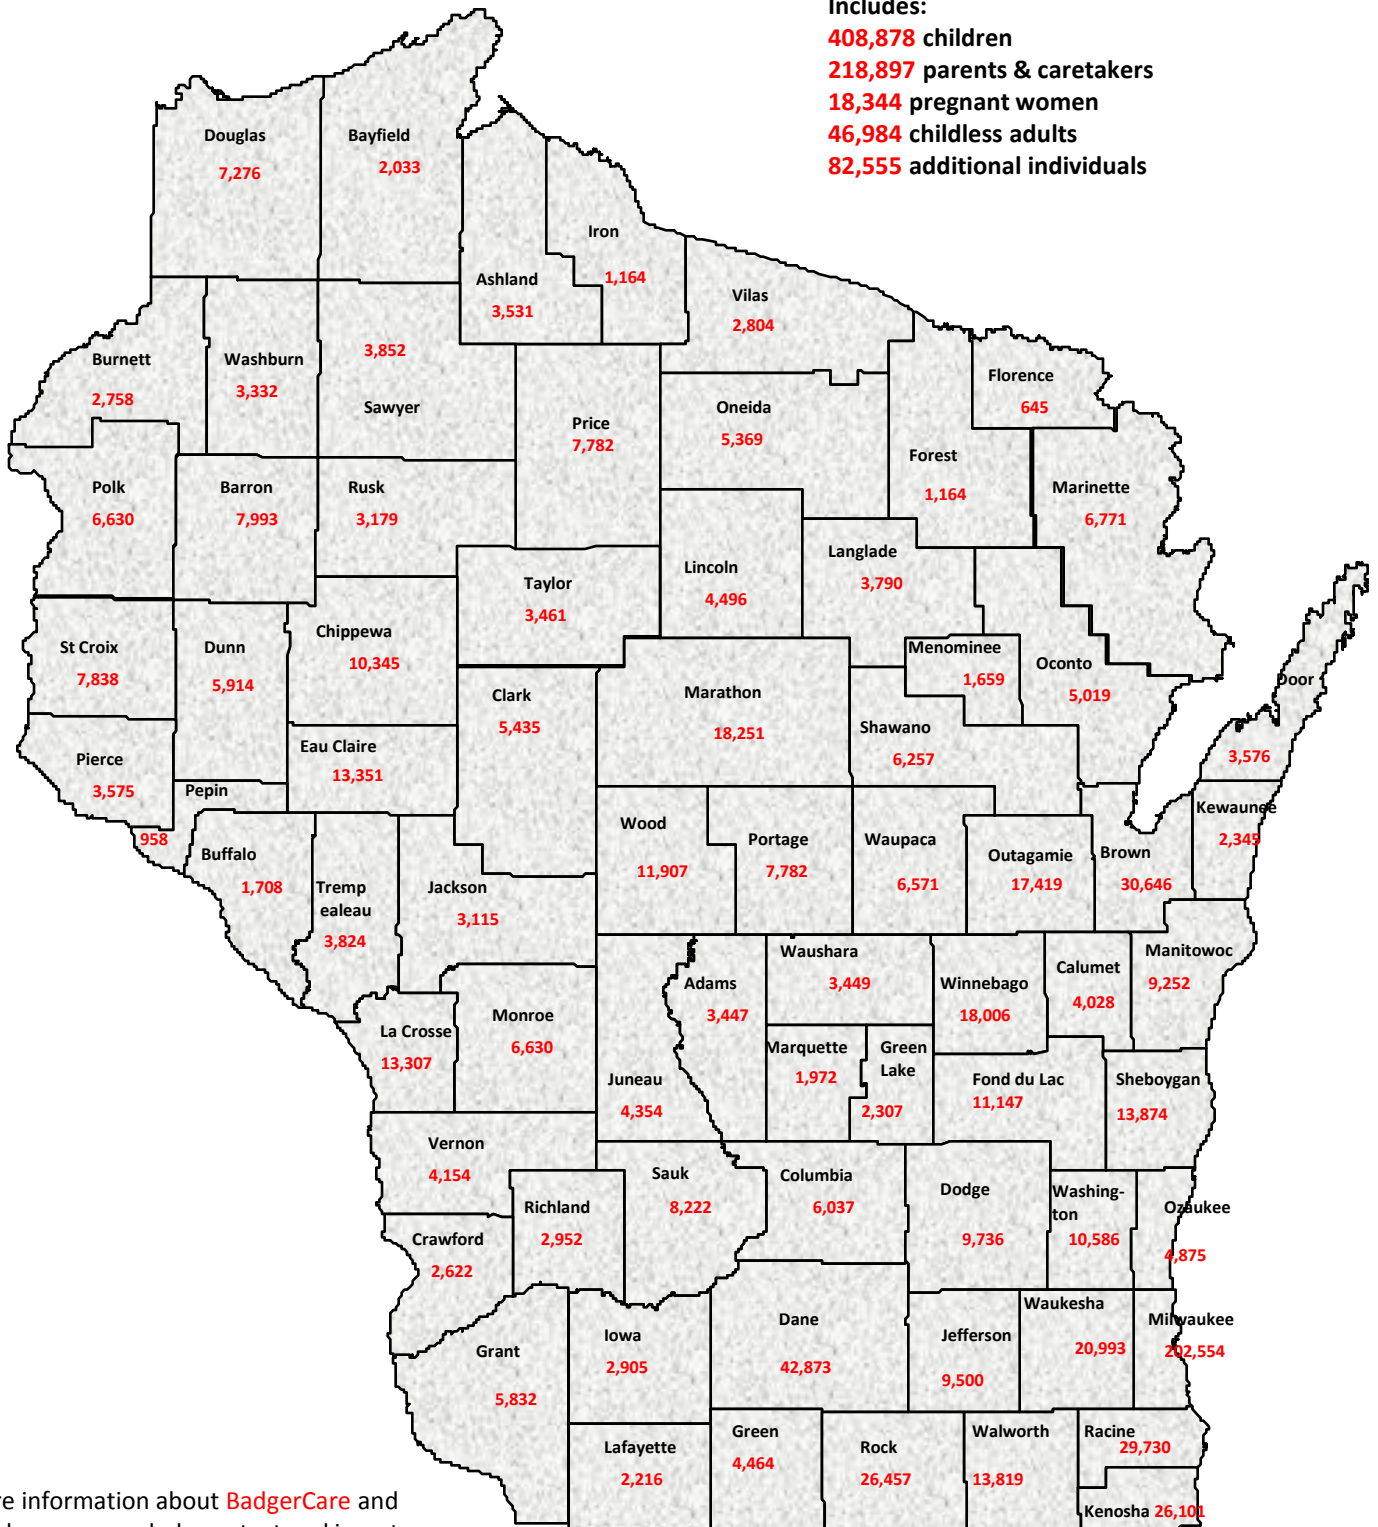 Includes:
408,878 children
218,897 parents & caretakers
18,344 pregnant women
46,984 childless adults
82,555 additional individuals
Douglas
7,276
Bayfield
2,033
Iron
1,164
Ashland
3,531
Vilas
2,804
Burnett
2,758
Washburn
3,332
3,852
Sawyer
Price
7,782
Oneida
5,369
Florence
645
Forest
1,164
Marinette
6,771
Polk
6,630
Barron
7,993
Rusk
3,179
Taylor
3,461
Lincoln
4,496
Langlade
3,790
St Croix
7,838
Dunn
5,914
Chippewa
10,345
Clark
5,435
Marathon
18,251
Menominee
1,659
Oconto
5,019
Shawano
6,257
Door
3,576
Pierce
3,575
Pepin
958
Eau Claire
13,351
Kewaunee
2,345
Buffalo
1,708
Tremp
ealeau
3,824
Jackson
3,115
Wood
11,907
Portage
7,782
Waupaca
6,571
Outagamie
17,419
Brown
30,646
La Crosse
13,307
Monroe
6,630
Juneau
4,354
Adams
3,447
Waushara
3,449
Winnebago
18,006
Calumet
4,028
Manitowoc
9,252
Marquette
1,972
Green
Lake
2,307
Fond du Lac
11,147
Sheboygan
13,874
Vernon
4,154
Richland
2,952
Sauk
8,222
Columbia
6,037
Dodge
9,736
Washing-
ton
10,586
Ozaukee
4,875
Crawford
2,622
Grant
5,832
Iowa
2,905
Dane
42,873
Jefferson
9,500
Waukesha
20,993
Milwaukee
202,554
Lafayette
2,216
Green
4,464
Rock
26,457
Walworth
13,819
Racine
29,730
Kenosha 26,101
information about BadgerCare and